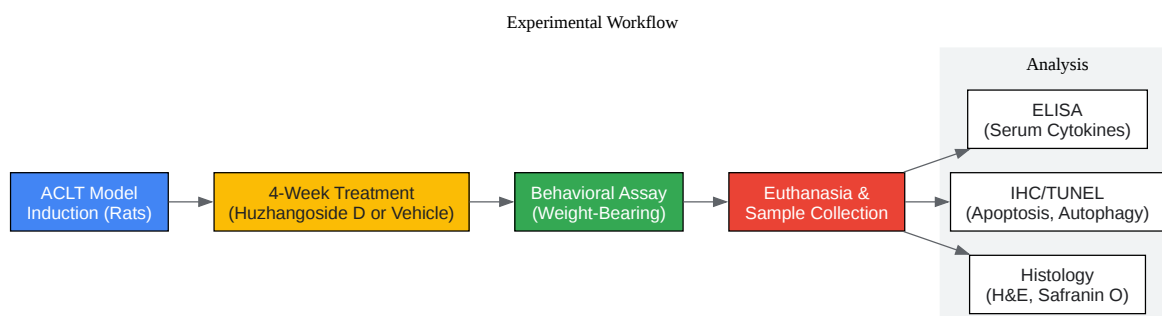 Experimental Workflow
Analysis
ELISA
(Serum Cytokines)
ACLT Model
Induction (Rats)
4-Week Treatment
(Huzhangoside D or Vehicle)
Behavioral Assay
(Weight-Bearing)
Euthanasia &
Sample Collection
IHC/TUNEL
(Apoptosis, Autophagy)
Histology
(H&E, Safranin O)